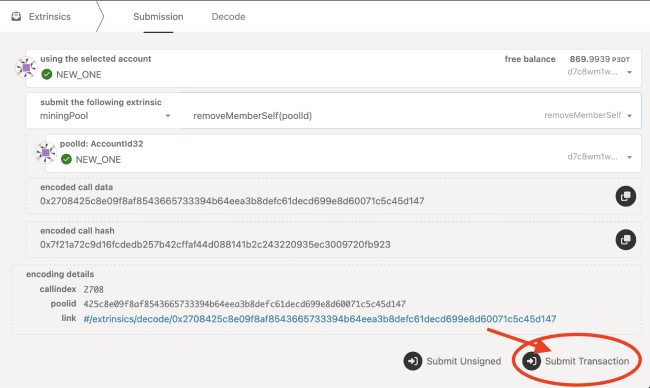 Extrinsics
Submission
Decode
using the selected account
free balance 869.9939 P3DT
NEW_ONE
d7c8wm1w...
submit the following extrinsic
miningPool
removeMemberSelf(poolId)
removeMemberSelf
poolId: AccountId32
NEW_ONE
d7c8wm1w...
encoded call data
0x2708425c8e09f8af8543665733394b64eea3b8defc61decd699e8d60071c5c45d147
encoded call hash
0x7f21a72c9d16fcdedb257b42cffaf44d088141b2c243220935ec3009720fb923
encoding details
callindex 2708
poolid 425c8e09f8af8543665733394b64eea3b8defc61decd699e8d60071c5c45d147
link #/extrinsics/decode/0x2708425c8e09f8af8543665733394b64eea3b8defc61decd699e8d60071c5c45d147
Submit Unsigned
Submit Transaction